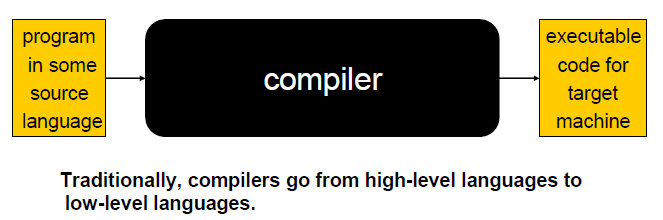 program
in some
source
language
compiler
executable
code for
target
machine
Traditionally, compilers go from high-level languages to
low-level languages.